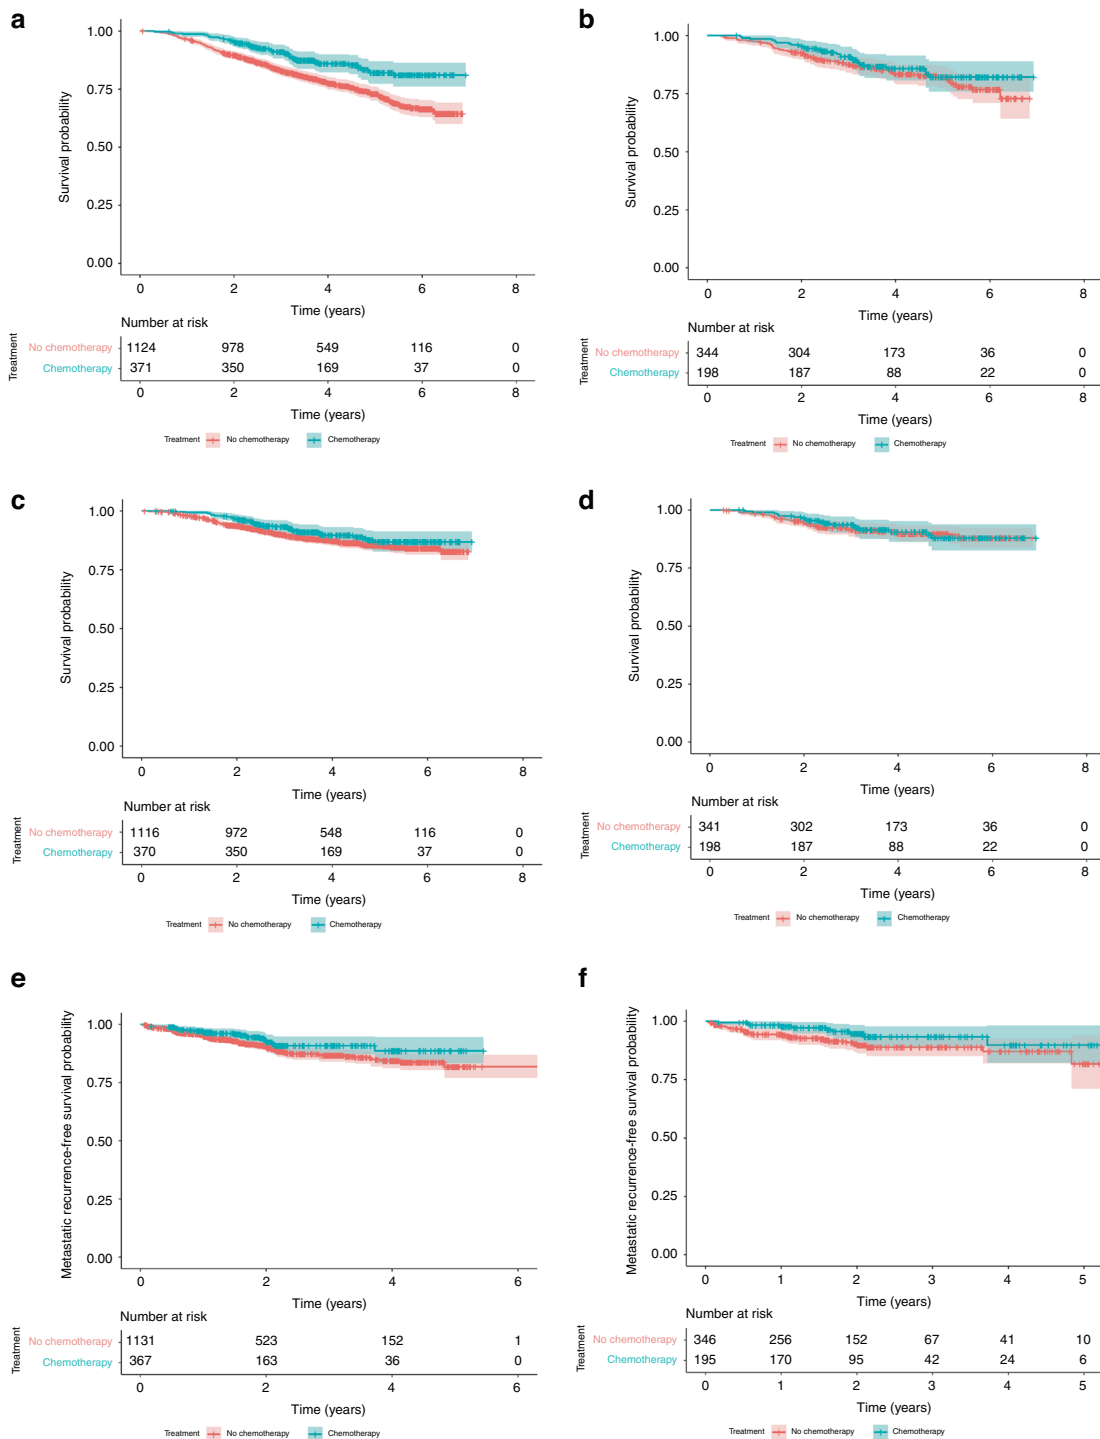 a
1.00
0.75
0.50
0.25
0.00
Survival probability
0 2 4 6 8
Time (years)
Number at risk
Treatment
No chemotherapy 1124 978 549 116 0
Chemotherapy 371 350 169 37 0
0 2 4 6 8
Time (years)
Treatment No chemotherapy Chemotherapy
b
1.00
0.75
0.50
0.25
0.00
Survival probability
0 2 4 6 8
Time (years)
Number at risk
Treatment
No chemotherapy 344 304 173 36 0
Chemotherapy 198 187 88 22 0
0 2 4 6 8
Time (years)
Treatment No chemotherapy Chemotherapy
c
1.00
0.75
0.50
0.25
0.00
Survival probability
0 2 4 6 8
Time (years)
Number at risk
Treatment
No chemotherapy 1116 972 548 116 0
Chemotherapy 370 350 169 37 0
0 2 4 6 8
Time (years)
Treatment No chemotherapy Chemotherapy
d
1.00
0.75
0.50
0.25
0.00
Survival probability
0 2 4 6 8
Time (years)
Number at risk
Treatment
No chemotherapy 341 302 173 36 0
Chemotherapy 198 187 88 22 0
0 2 4 6 8
Time (years)
Treatment No chemotherapy Chemotherapy
e
1.00
0.75
0.50
0.25
0.00
Metastatic recurrence-free survival probability
0 2 4 6
Time (years)
Number at risk
Treatment
No chemotherapy 1131 523 152 1
Chemotherapy 367 163 36 0
0 2 4 6
Time (years)
Treatment No chemotherapy Chemotherapy
f
1.00
0.75
0.50
0.25
0.00
Metastatic recurrence-free survival probability
0 1 2 3 4 5
Time (years)
Number at risk
Treatment
No chemotherapy 346 256 152 67 41 10
Chemotherapy 195 170 95 42 24 6
0 1 2 3 4 5
Time (years)
Treatment No chemotherapy Chemotherapy